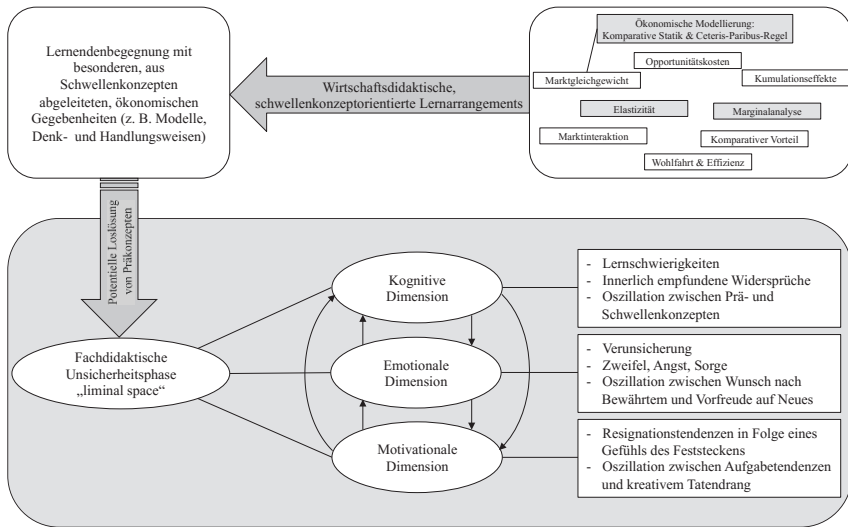 Lernendenbegegnung mit
besonderen, aus
Schwellenkonzepten
abgeleiteten, ökonomischen
Gegebenheiten (z. B. Modelle,
Denk- und Handlungsweisen)
Wirtschaftsdidaktische,
schwellenkonzeptorientierte Lernarrangements
Ökonomische Modellierung:
Komparative Statik & Ceteris-Paribus-Regel
Opportunitätskosten
Marktgleichgewicht
Kumulationseffekte
Elastizität
Marginalanalyse
Marktinteraktion
Komparativer Vorteil
Wohlfahrt & Effizienz
Potentielle Loslösung
von Präkonzepten
Fachdidaktische
Unsicherheitsphase
„liminal space“
Kognitive
Dimension
- Lernschwierigkeiten
- Innerlich empfundene Widersprüche
- Oszillation zwischen Prä- und
Schwellenkonzepten
Emotionale
Dimension
- Verunsicherung
- Zweifel, Angst, Sorge
- Oszillation zwischen Wunsch nach
Bewährtem und Vorfreude auf Neues
Motivationale
Dimension
- Resignationstendenzen in Folge eines
Gefühls des Feststeckens
- Oszillation zwischen Aufgabetendenzen
und kreativem Tatendrang